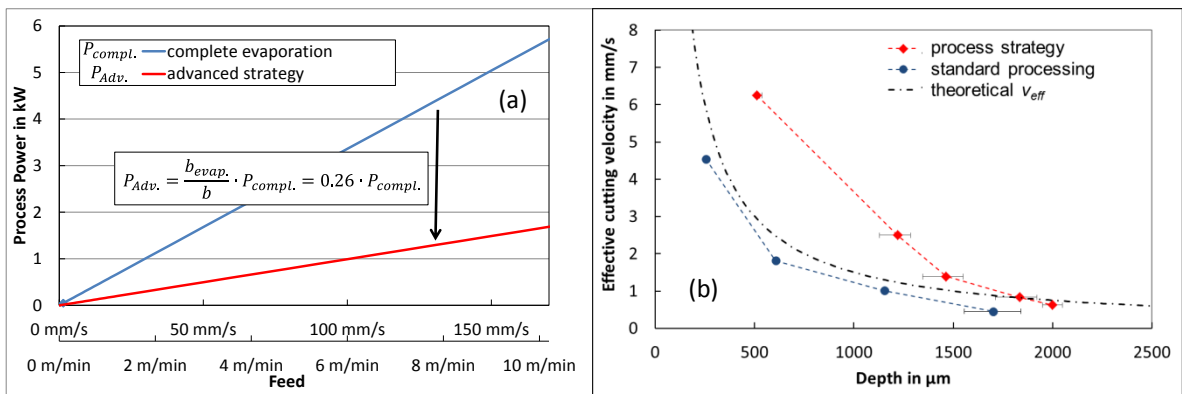 Process Power in kW
6
5
4
3
2
1
0
P_compl. complete evaporation
P_Adv. advanced strategy
(a)
P_Adv. = b_evap. / b · P_compl. = 0.26 · P_compl.
0 mm/s 50 mm/s 100 mm/s 150 mm/s
0 m/min 2 m/min 4 m/min 6 m/min 8 m/min 10 m/min
Feed
Effective cutting velocity in mm/s
8
7
6
5
4
3
2
1
0
process strategy
standard processing
theoretical v_eff
(b)
0 500 1000 1500 2000 2500
Depth in µm